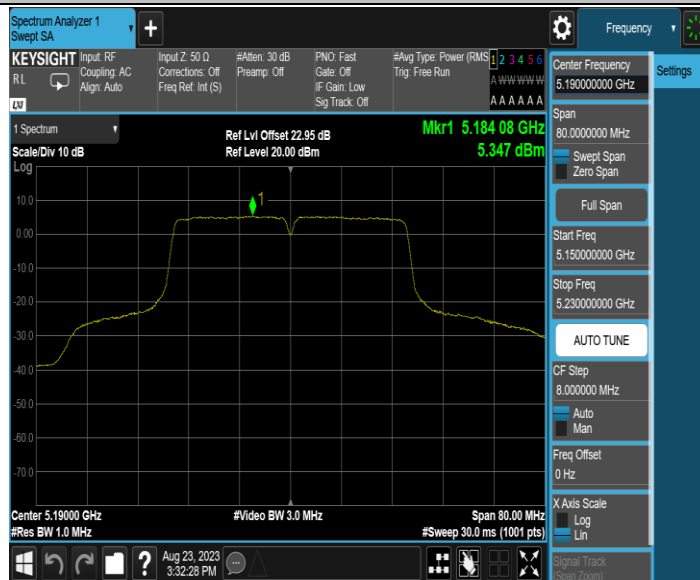 Spectrum Analyzer 1
Swept SA
Frequency
KEYSIGHT
R L
LXI
Input: RF
Coupling: AC
Align: Auto
Input Z: 50 Ω
Corrections: Off
Freq Ref: Int (S)
#Atten: 30 dB
Preamp: Off
PNO: Fast
Gate: Off
IF Gain: Low
Sig Track: Off
#Avg Type: Power (RMS
Trig: Free Run
1 2 3 4 5 6
A W W W W W
A A A A A A
Center Frequency
5.190000000 GHz
Settings
Span
80.0000000 MHz
Swept Span
Zero Span
Full Span
Start Freq
5.150000000 GHz
Stop Freq
5.230000000 GHz
AUTO TUNE
CF Step
8.000000 MHz
Auto
Man
Freq Offset
0 Hz
X Axis Scale
Log
Lin
Signal Track
(Span Zoom)
1 Spectrum
Scale/Div 10 dB
Log
Ref Lvl Offset 22.95 dB
Ref Level 20.00 dBm
Mkr1 5.184 08 GHz
5.347 dBm
1
10.0
0.00
-10.0
-20.0
-30.0
-40.0
-50.0
-60.0
-70.0
Center 5.19000 GHz
#Res BW 1.0 MHz
#Video BW 3.0 MHz
Span 80.00 MHz
#Sweep 30.0 ms (1001 pts)
Aug 23, 2023
3:32:28 PM